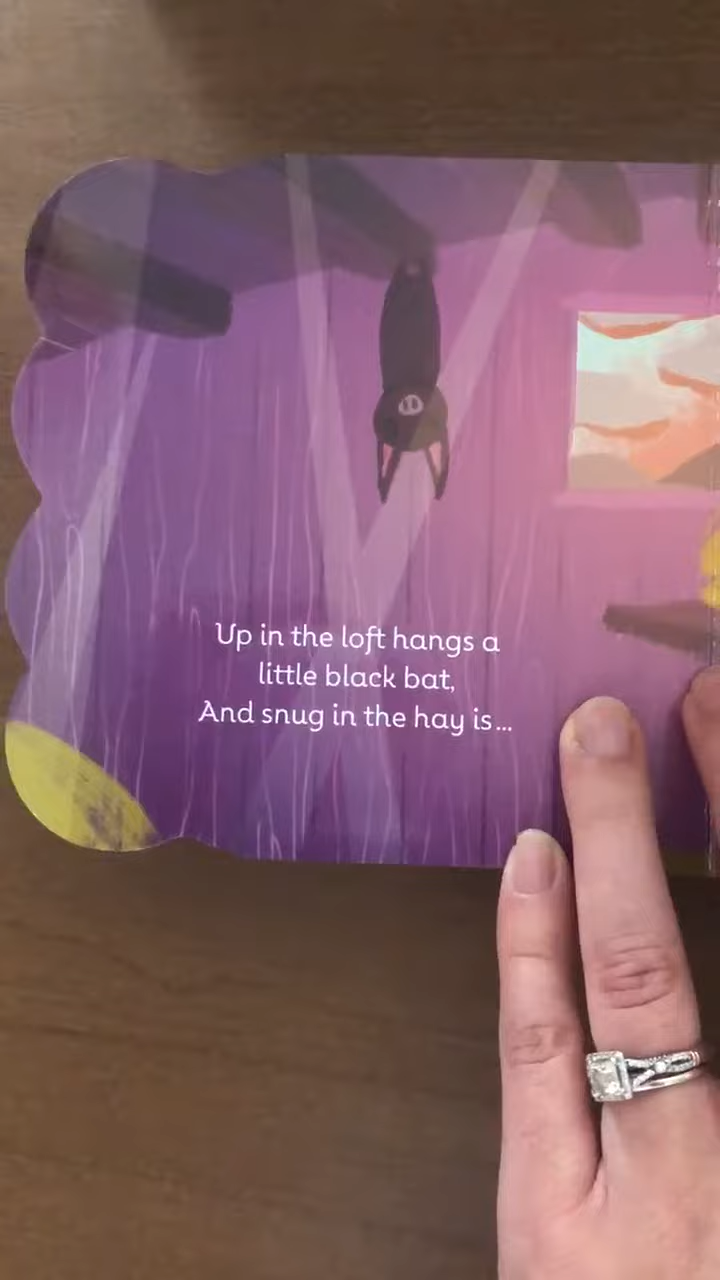 Up in the loft hangs a
little black bat,
And snug in the hay is...